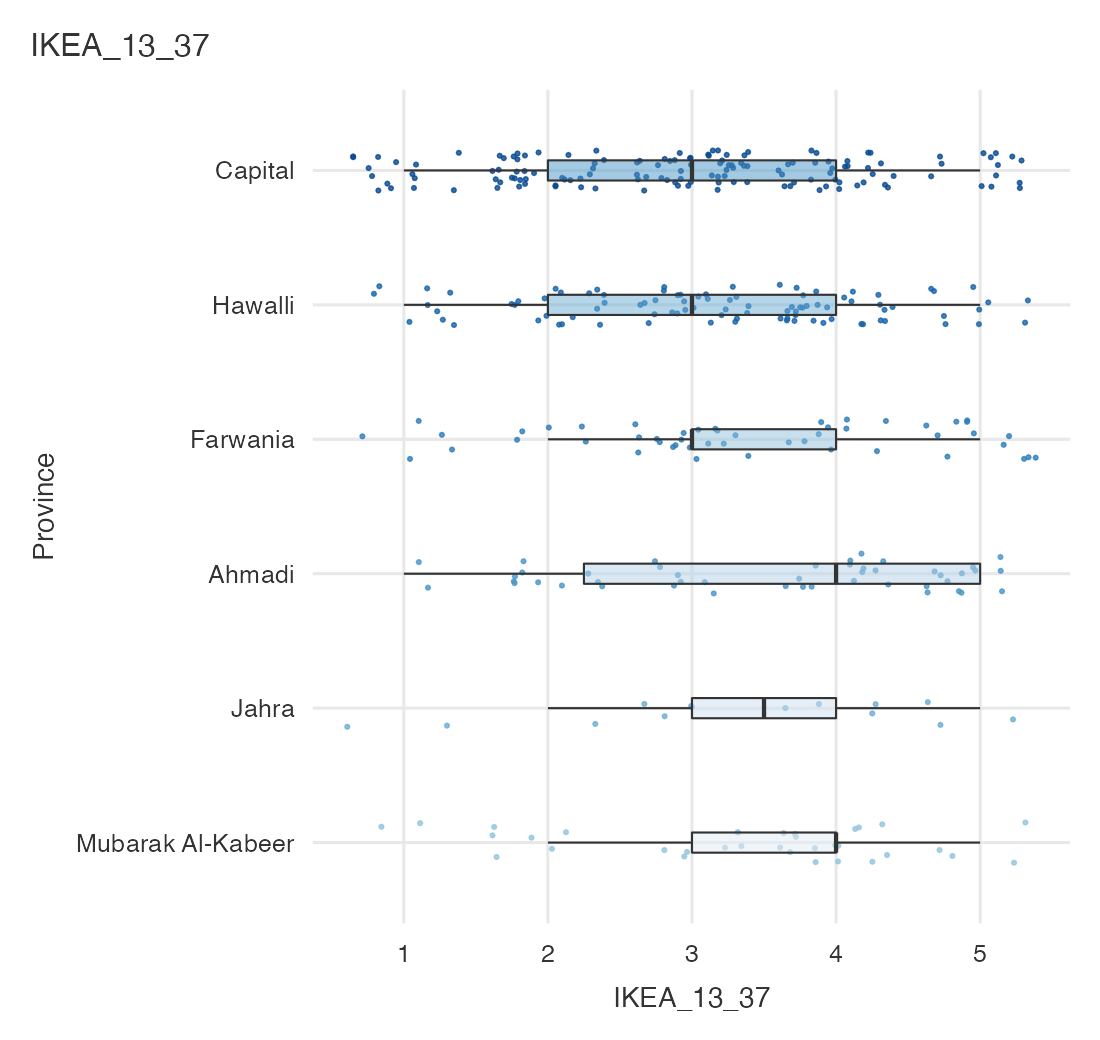 IKEA_13_37
Province
Capital
Hawalli
Farwania
Ahmadi
Jahra
Mubarak Al-Kabeer
1 2 3 4 5
IKEA_13_37